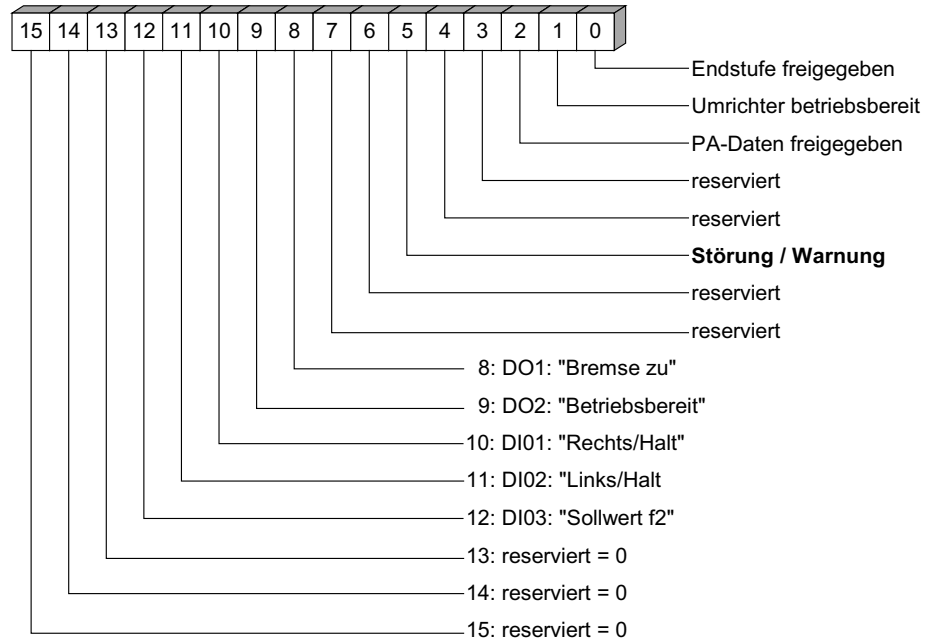 15 14 13 12 11 10 9 8 7 6 5 4 3 2 1 0
Endstufe freigegeben
Umrichter betriebsbereit
PA-Daten freigegeben
reserviert
reserviert
Störung / Warnung
reserviert
reserviert
8: DO1: "Bremse zu"
9: DO2: "Betriebsbereit"
10: DI01: "Rechts/Halt"
11: DI02: "Links/Halt
12: DI03: "Sollwert f2"
13: reserviert = 0
14: reserviert = 0
15: reserviert = 0